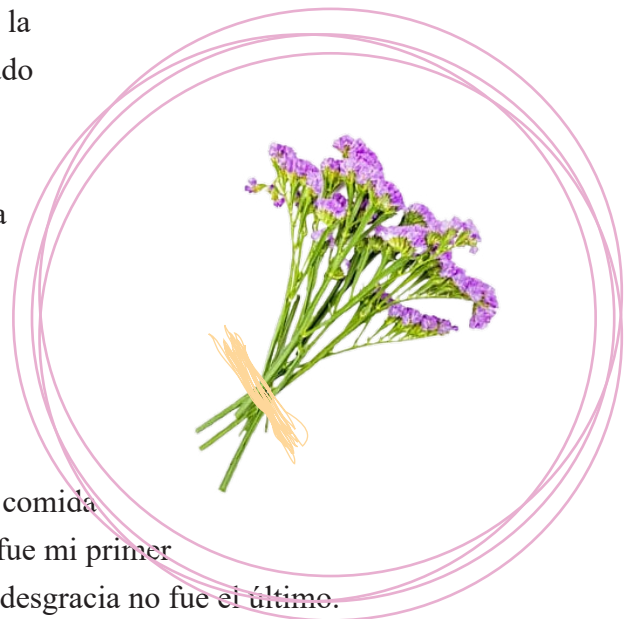 la
do
a
comida
fue mi primer
desgracia no fue el último.